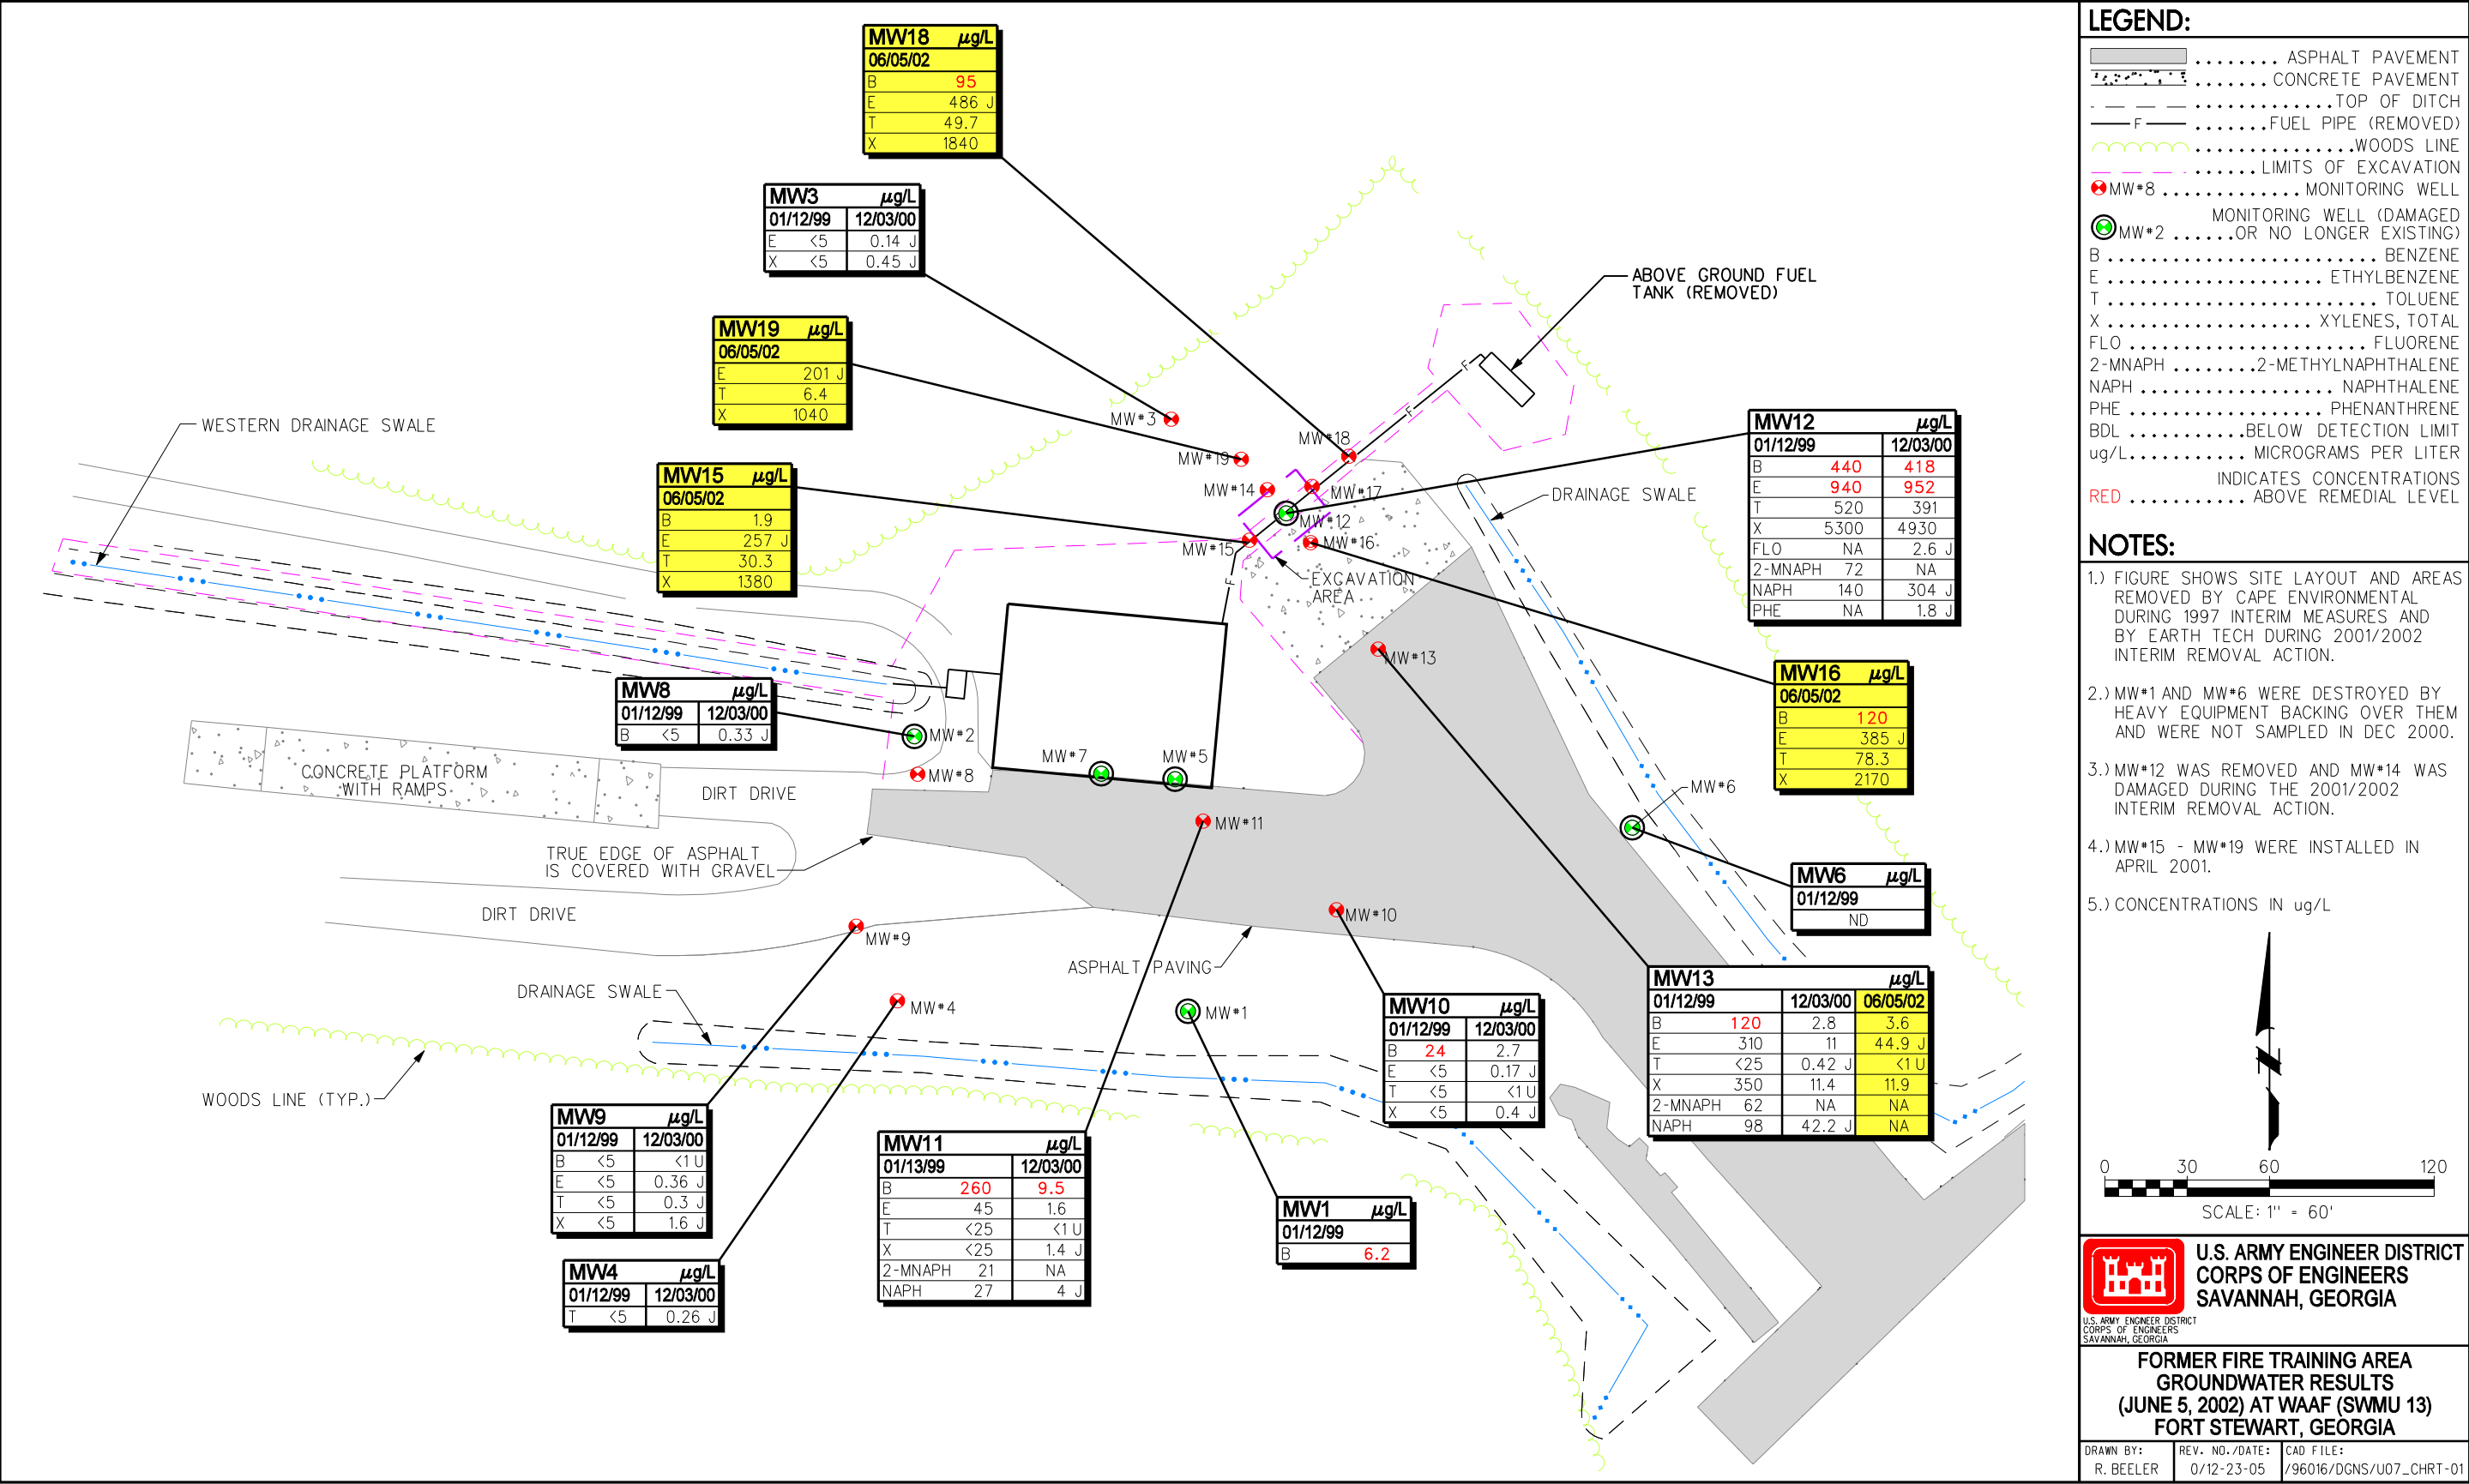 MW18 µg/L
06/05/02
B 95
E 486 J
T 49.7
X 1840
MW3 µg/L
01/12/99 12/03/00
E <5 0.14 J
X <5 0.45 J
MW19 µg/L
06/05/02
E 201 J
T 6.4
X 1040
MW15 µg/L
06/05/02
B 1.9
E 257 J
T 30.3
X 1380
WESTERN DRAINAGE SWALE
ABOVE GROUND FUEL
TANK (REMOVED)
F
F
F
MW#3
MW#18
MW#19
MW#14
MW#17
MW#12
MW#15
MW#16
EXCAVATION
AREA
DRAINAGE SWALE
MW12 µg/L
01/12/99 12/03/00
B 440 418
E 940 952
T 520 391
X 5300 4930
FLO NA 2.6 J
2-MNAPH 72 NA
NAPH 140 304 J
PHE NA 1.8 J
MW#13
MW16 µg/L
06/05/02
B 120
E 385 J
T 78.3
X 2170
MW8 µg/L
01/12/99 12/03/00
B <5 0.33 J
MW#2
MW#7
MW#5
MW#8
MW#6
CONCRETE PLATFORM
WITH RAMPS
DIRT DRIVE
MW#11
TRUE EDGE OF ASPHALT
IS COVERED WITH GRAVEL
MW6 µg/L
01/12/99
ND
DIRT DRIVE
MW#10
MW#9
ASPHALT PAVING
DRAINAGE SWALE
MW#4
MW#1
WOODS LINE (TYP.)
MW10 µg/L
01/12/99 12/03/00
B 24 2.7
E <5 0.17 J
T <5 <1 U
X <5 0.4 J
MW13 µg/L
01/12/99 12/03/00 06/05/02
B 120 2.8 3.6
E 310 11 44.9 J
T <25 0.42 J <1 U
X 350 11.4 11.9
2-MNAPH 62 NA NA
NAPH 98 42.2 J NA
MW9 µg/L
01/12/99 12/03/00
B <5 <1 U
E <5 0.36 J
T <5 0.3 J
X <5 1.6 J
MW11 µg/L
01/13/99 12/03/00
B 260 9.5
E 45 1.6
T <25 <1 U
X <25 1.4 J
2-MNAPH 21 NA
NAPH 27 4 J
MW1 µg/L
01/12/99
B 6.2
MW4 µg/L
01/12/99 12/03/00
T <5 0.26 J
LEGEND:
........ ASPHALT PAVEMENT
....... CONCRETE PAVEMENT
............. TOP OF DITCH
F ....... FUEL PIPE (REMOVED)
............... WOODS LINE
...... LIMITS OF EXCAVATION
MW#8 ............. MONITORING WELL
MONITORING WELL (DAMAGED
MW#2 ...... OR NO LONGER EXISTING)
B ........................ BENZENE
E ..................... ETHYLBENZENE
T ........................... TOLUENE
X ................... XYLENES, TOTAL
FLO ....................... FLUORENE
2-MNAPH ........ 2-METHYLNAPHTHALENE
NAPH .................. NAPHTHALENE
PHE ................... PHENANTHRENE
BDL ........... BELOW DETECTION LIMIT
ug/L ........... MICROGRAMS PER LITER
INDICATES CONCENTRATIONS
RED ........... ABOVE REMEDIAL LEVEL
NOTES:
1.) FIGURE SHOWS SITE LAYOUT AND AREAS
REMOVED BY CAPE ENVIRONMENTAL
DURING 1997 INTERIM MEASURES AND
BY EARTH TECH DURING 2001/2002
INTERIM REMOVAL ACTION.
2.) MW#1 AND MW#6 WERE DESTROYED BY
HEAVY EQUIPMENT BACKING OVER THEM
AND WERE NOT SAMPLED IN DEC 2000.
3.) MW#12 WAS REMOVED AND MW#14 WAS
DAMAGED DURING THE 2001/2002
INTERIM REMOVAL ACTION.
4.) MW#15 - MW#19 WERE INSTALLED IN
APRIL 2001.
5.) CONCENTRATIONS IN ug/L
N
0 30 60 120
SCALE: 1" = 60'
U.S. ARMY ENGINEER DISTRICT
CORPS OF ENGINEERS
SAVANNAH, GEORGIA
U.S. ARMY ENGINEER DISTRICT
CORPS OF ENGINEERS
SAVANNAH, GEORGIA
FORMER FIRE TRAINING AREA
GROUNDWATER RESULTS
(JUNE 5, 2002) AT WAAF (SWMU 13)
FORT STEWART, GEORGIA
DRAWN BY: REV. NO./DATE: CAD FILE:
R. BEELER 0/12-23-05 /96016/DGNS/U07_CHRT-01